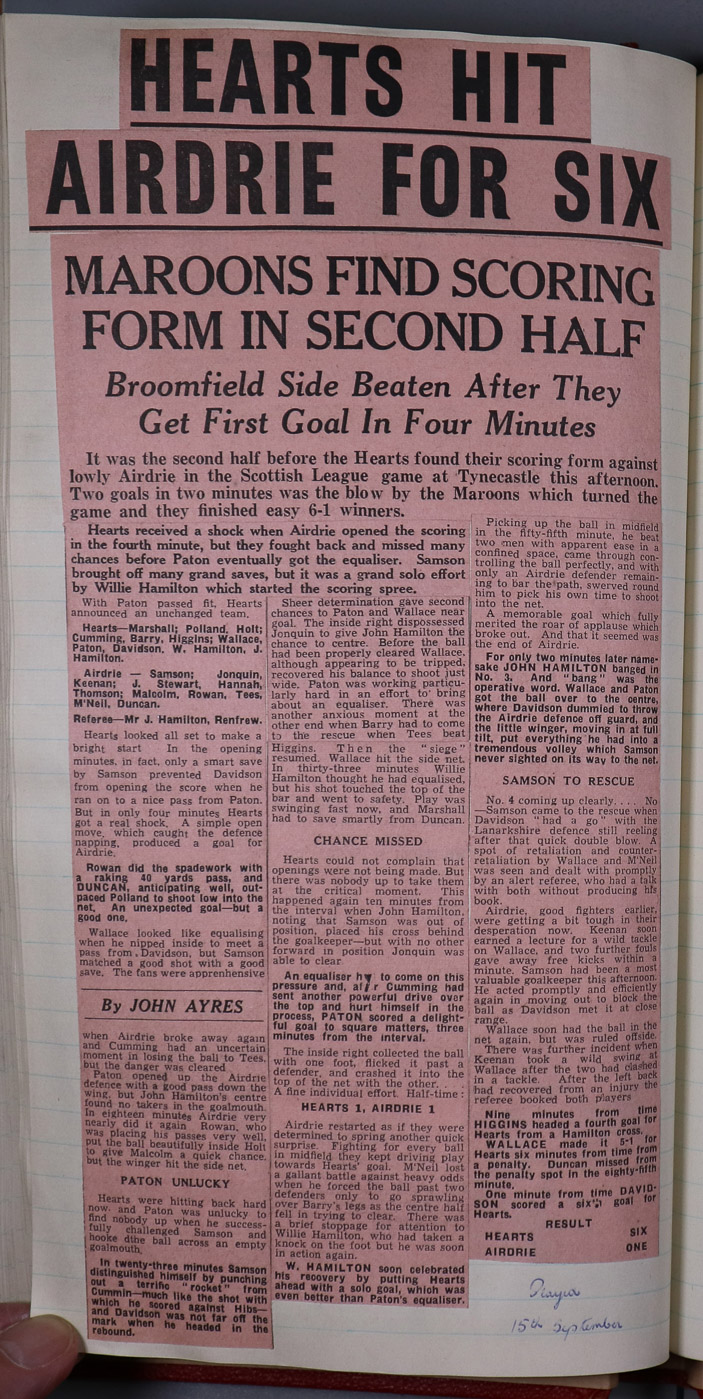 HEARTS HIT
AIRDRIE FOR SIX
MAROONS FIND SCORING
FORM IN SECOND HALF
Broomfield Side Beaten After They
Get First Goal In Four Minutes
It was the second half before the Hearts found their scoring form against
lowly Airdrie in the Scottish League game at Tynecastle this afternoon.
Two goals in two minutes was the blow by the Maroons which turned the
game and they finished easy 6-1 winners.
Hearts received a shock when Airdrie opened the scoring
in the fourth minute, but they fought back and missed many
chances before Paton eventually got the equaliser. Samson
brought off many grand saves, but it was a grand solo effort
by Willie Hamilton which started the scoring spree.
With Paton passed fit, Hearts
announced an unchanged team.
Hearts—Marshall; Polland, Holt;
Cumming, Barry, Higgins; Wallace,
Paton, Davidson, W. Hamilton, J.
Hamilton.
Airdrie — Samson; Jonquin,
Keenan; J. Stewart, Hannah,
Thomson; Malcolm, Rowan, Tees,
M'Neil, Duncan.
Referee—Mr J. Hamilton, Renfrew.
Hearts looked all set to make a
bright start In the opening
minutes, in fact, only a smart save
by Samson prevented Davidson
from opening the score when he
ran on to a nice pass from Paton.
But in only four minutes Hearts
got a real shock. A simple open
move, which caught the defence
napping, produced a goal for
Airdrie.
Rowan did the spadework with
a raking 40 yards pass, and
DUNCAN, anticipating well, out-
paced Polland to shoot low into the
net. An unexpected goal—but a
good one.
Wallace looked like equalising
when he nipped inside to meet a
pass from Davidson, but Samson
matched a good shot with a good
save. The fans were apprenhensive
By JOHN AYRES
when Airdrie broke away again
and Cumming had an uncertain
moment in losing the ball to Tees,
but the danger was cleared
Paton opened up the Airdrie
defence with a good pass down the
wing, but John Hamilton's centre
found no takers in the goalmouth.
In eighteen minutes Airdrie very
nearly did it again Rowan, who
was placing his passes very well,
put the ball beautifully inside Holt
to give Malcolm a quick chance,
but the winger hit the side net.
PATON UNLUCKY
Hearts were hitting back hard
now, and Paton was unlucky to
find nobody up when he success-
fully challenged Samson and
hooke dthe ball across an empty
goalmouth.
In twenty-three minutes Samson
distinguished himself by punching
out a terrific "rocket" from
Cummin—much like the shot with
which he scored against Hibs—
and Davidson was not far off the
mark when he headed in the
rebound.
Sheer determination gave second
chances to Paton and Wallace near
goal. The inside right dispossessed
Jonquin to give John Hamilton the
chance to centre. Before the ball
had been properly cleared Wallace,
although appearing to be tripped,
recovered his balance to shoot just
wide. Paton was working particu-
larly hard in an effort to bring
about an equaliser. There was
another anxious moment at the
other end when Barry had to come
to the rescue when Tees beat
Higgins. Then the "siege"
resumed. Wallace hit the side net.
In thirty-three minutes Willie
Hamilton thought he had equalised,
but his shot touched the top of the
bar and went to safety. Play was
swinging fast now, and Marshall
had to save smartly from Duncan.
CHANCE MISSED
Hearts could not complain that
openings were not being made. But
there was nobody up to take them
at the critical moment. This
happened again ten minutes from
the interval when John Hamilton,
noting that Samson was out of
position, placed his cross behind
the goalkeeper—but with no other
forward in position Jonquin was
able to clear.
An equaliser h to come on this
pressure and, af r Cumming had
sent another powerful drive over
the top and hurt himself in the
process, PATON scored a delight-
ful goal to square matters, three
minutes from the interval.
The inside right collected the ball
with one foot, flicked it past a
defender, and crashed it into the
top of the net with the other. . .
A fine individual effort. Half-time:
HEARTS 1, AIRDRIE 1
Airdrie restarted as if they were
determined to spring another quick
surprise. Fighting for every ball
in midfield they kept driving play
towards Hearts' goal. M'Neil lost
a gallant battle against heavy odds
when he forced the ball past two
defenders only to go sprawling
over Barry's legs as the centre half
fell in trying to clear. There was
a brief stoppage for attention to
Willie Hamilton, who had taken a
knock on the foot but he was soon
in action again.
W. HAMILTON soon celebrated
his recovery by putting Hearts
ahead with a solo goal, which was
even better than Paton's equaliser.
Picking up the ball in midfield
in the fifty-fifth minute, he beat
two men with apparent ease in a
confined space, came through con-
trolling the ball perfectly, and with
only an Airdrie defender remain-
ing to bar the path, swerved round
him to pick his own time to shoot
into the net.
A memorable goal which fully
merited the roar of applause which
broke out. And that it seemed was
the end of Airdrie.
For only two minutes later name-
sake JOHN HAMILTON banged in
No. 3. And "bang" was the
operative word. Wallace and Paton
got the ball over to the centre,
where Davidson dummied to throw
the Airdrie defence off guard, and
the little winger, moving in at full
tilt, put everything he had into a
tremendous volley which Samson
never sighted on its way to the net.
SAMSON TO RESCUE
No. 4 coming up clearly. . . . No
—Samson came to the rescue when
Davidson "had a go" with the
Lanarkshire defence still reeling
after that quick double blow. A
spot of retaliation and counter-
retaliation by Wallace and M'Neil
was seen and dealt with promptly
by an alert referee, who had a talk
with both without producing his
book.
Airdrie, good fighters earlier,
were getting a bit tough in their
desperation now. Keenan soon
earned a lecture for a wild tackle
on Wallace, and two further fouls
gave away free kicks within a
minute. Samson had been a most
valuable goalkeeper this afternoon.
He acted promptly and efficiently
again in moving out to block the
ball as Davidson met it at close
range.
Wallace soon had the ball in the
net again, but was ruled offside.
There was further incident when
Keenan took a wild swing at
Wallace after the two had clashed
in a tackle. After the left back
had recovered from an injury the
referee booked both players
Nine minutes from time
HIGGINS headed a fourth goal for
Hearts from a Hamilton cross.
WALLACE made it 5-1 for
Hearts six minutes from time from
a penalty. Duncan missed from
the penalty spot in the eighty-fifth
minute.
One minute from time DAVID-
SON scored a sixth goal for
Hearts.
RESULT
HEARTS SIX
AIRDRIE ONE
Played
15th September